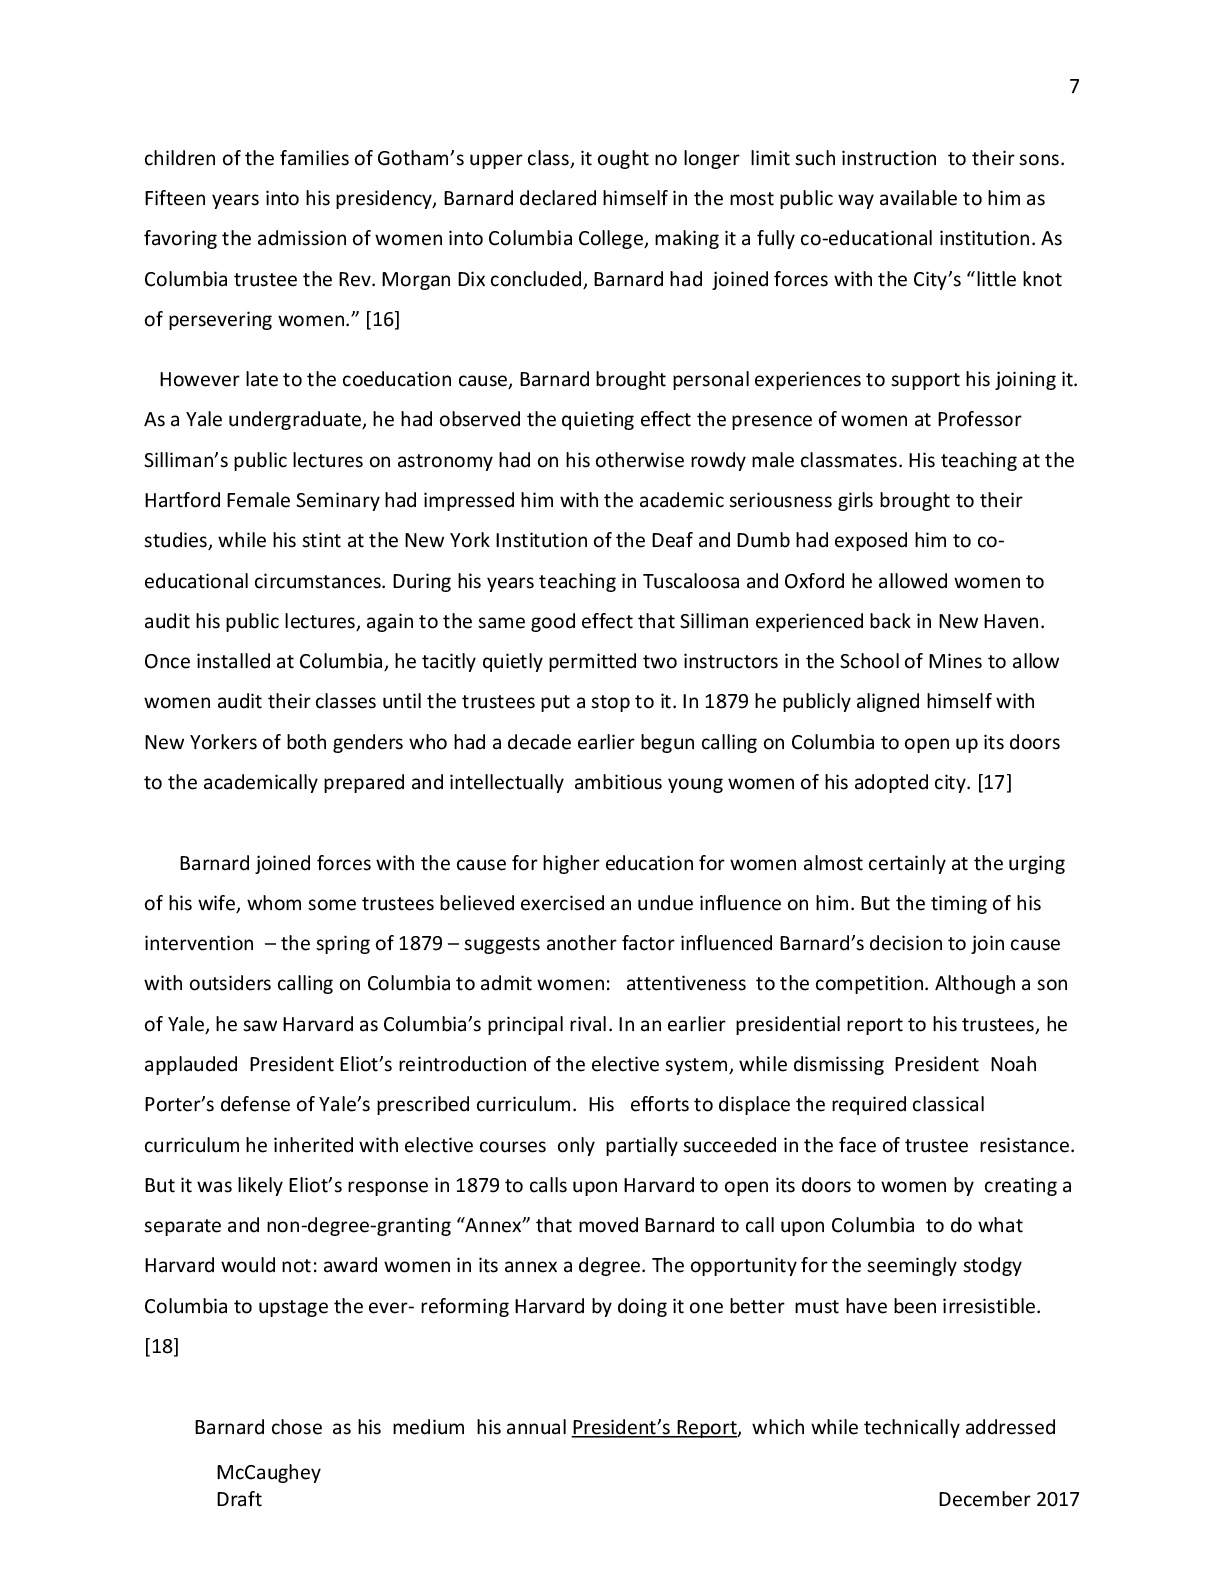 7
children of the families of Gotham’s upper class, it ought no longer  limit such instruction  to their sons.
Fifteen years into his presidency, Barnard declared himself in the most public way available to him as
favoring the admission of women into Columbia College, making it a fully co-educational institution. As
Columbia trustee the Rev. Morgan Dix concluded, Barnard had  joined forces with the City’s “little knot
of persevering women.” [16]
However late to the coeducation cause, Barnard brought personal experiences to support his joining it.
As a Yale undergraduate, he had observed the quieting effect the presence of women at Professor
Silliman’s public lectures on astronomy had on his otherwise rowdy male classmates. His teaching at the
Hartford Female Seminary had impressed him with the academic seriousness girls brought to their
studies, while his stint at the New York Institution of the Deaf and Dumb had exposed him to co-
educational circumstances. During his years teaching in Tuscaloosa and Oxford he allowed women to
audit his public lectures, again to the same good effect that Silliman experienced back in New Haven.
Once installed at Columbia, he tacitly quietly permitted two instructors in the School of Mines to allow
women audit their classes until the trustees put a stop to it. In 1879 he publicly aligned himself with
New Yorkers of both genders who had a decade earlier begun calling on Columbia to open up its doors
to the academically prepared and intellectually  ambitious young women of his adopted city. [17]
Barnard joined forces with the cause for higher education for women almost certainly at the urging
of his wife, whom some trustees believed exercised an undue influence on him. But the timing of his
intervention  – the spring of 1879 – suggests another factor influenced Barnard’s decision to join cause
with outsiders calling on Columbia to admit women:   attentiveness  to the competition. Although a son
of Yale, he saw Harvard as Columbia’s principal rival. In an earlier  presidential report to his trustees, he
applauded  President Eliot’s reintroduction of the elective system, while dismissing  President  Noah
Porter’s defense of Yale’s prescribed curriculum.  His   efforts to displace the required classical
curriculum he inherited with elective courses  only  partially succeeded in the face of trustee  resistance.
But it was likely Eliot’s response in 1879 to calls upon Harvard to open its doors to women by  creating a
separate and non-degree-granting “Annex” that moved Barnard to call upon Columbia  to do what
Harvard would not: award women in its annex a degree. The opportunity for the seemingly stodgy
Columbia to upstage the ever- reforming Harvard by doing it one better  must have been irresistible.
[18]
Barnard chose  as his  medium  his annual President’s Report,  which while technically addressed
McCaughey
Draft December 2017